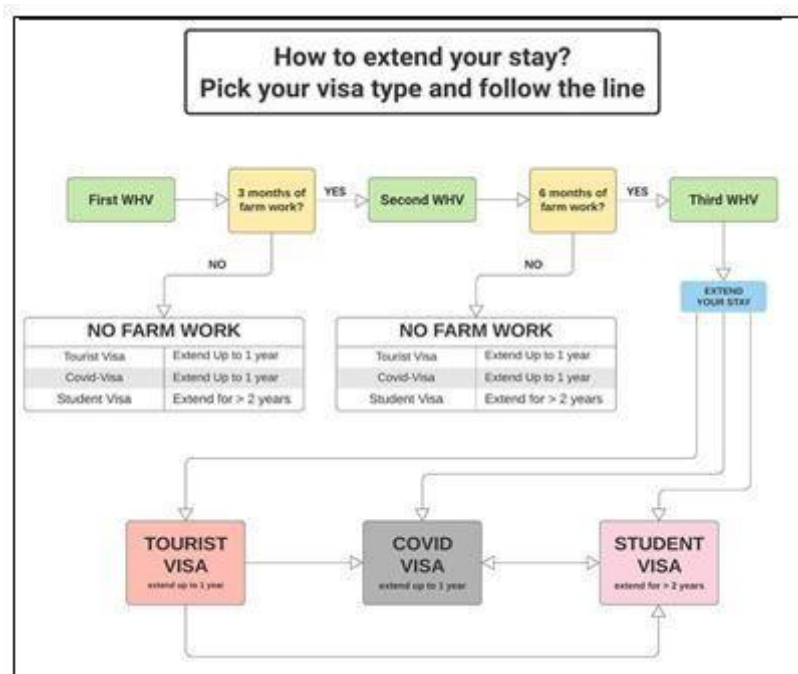 How to extend your stay?
Pick your visa type and follow the line
First WHV
3 months of
farm work?
YES
Second WHV
6 months of
farm work?
YES
Third WHV
NO
NO
EXTEND
YOUR STAY
NO FARM WORK
Tourist Visa Extend Up to 1 year
Covid-Visa Extend Up to 1 year
Student Visa Extend for > 2 years
NO FARM WORK
Tourist Visa Extend Up to 1 year
Covid-Visa Extend Up to 1 year
Student Visa Extend for > 2 years
TOURIST
VISA
extend up to 1 year
COVID
VISA
extend up to 1 year
STUDENT
VISA
extend for > 2 years